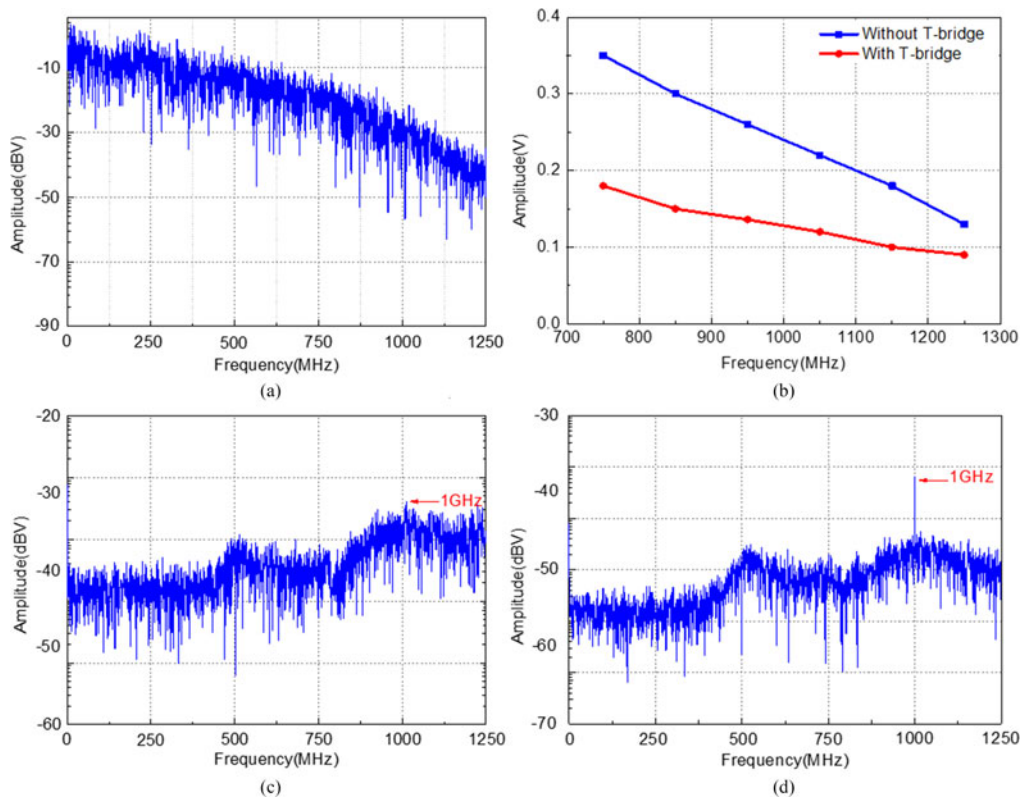 -10
-30
-50
-70
-90
Amplitude(dBV)
0 250 500 750 1000 1250
Frequency(MHz)
(a)
0.4
0.3
0.2
0.1
0.0
Amplitude(V)
Without T-bridge
With T-bridge
700 800 900 1000 1100 1200 1300
Frequency(MHz)
(b)
-20
-30
-40
-50
-60
Amplitude(dBV)
1GHz
0 250 500 750 1000 1250
Frequency(MHz)
(c)
-30
-40
-50
-60
-70
Amplitude(dBV)
1GHz
0 250 500 750 1000 1250
Frequency(MHz)
(d)